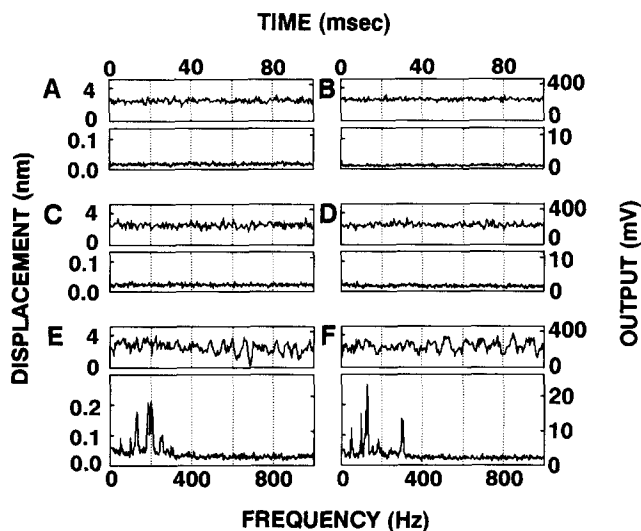 TIME (msec)
0 40 80 0 40 80
A 4 0 B 400 0
0.1 0.0 10 0
C 4 0 D 400 0
0.1 0.0 10 0
E 4 0 F 400 0
0.2 0.1 0.0 20 10 0
0 400 800 0 400 800
FREQUENCY (Hz)
DISPLACEMENT (nm)
OUTPUT (mV)